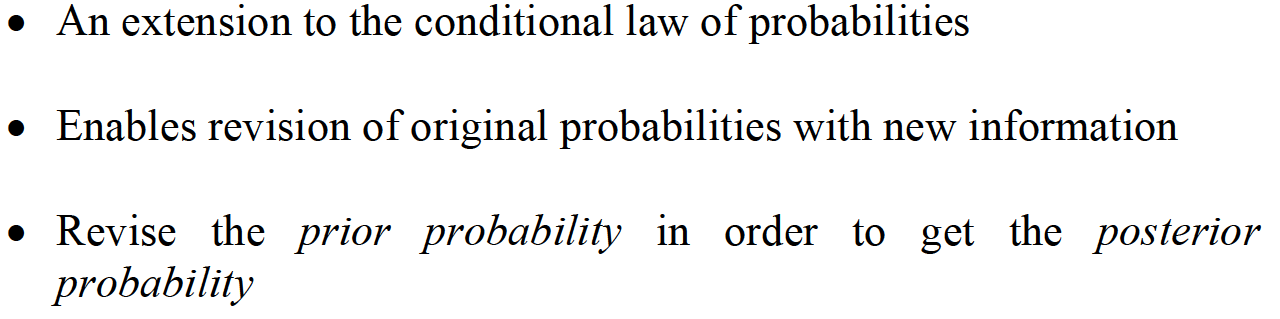 • An extension to the conditional law of probabilities
• Enables revision of original probabilities with new information
• Revise the prior probability in order to get the posterior
probability